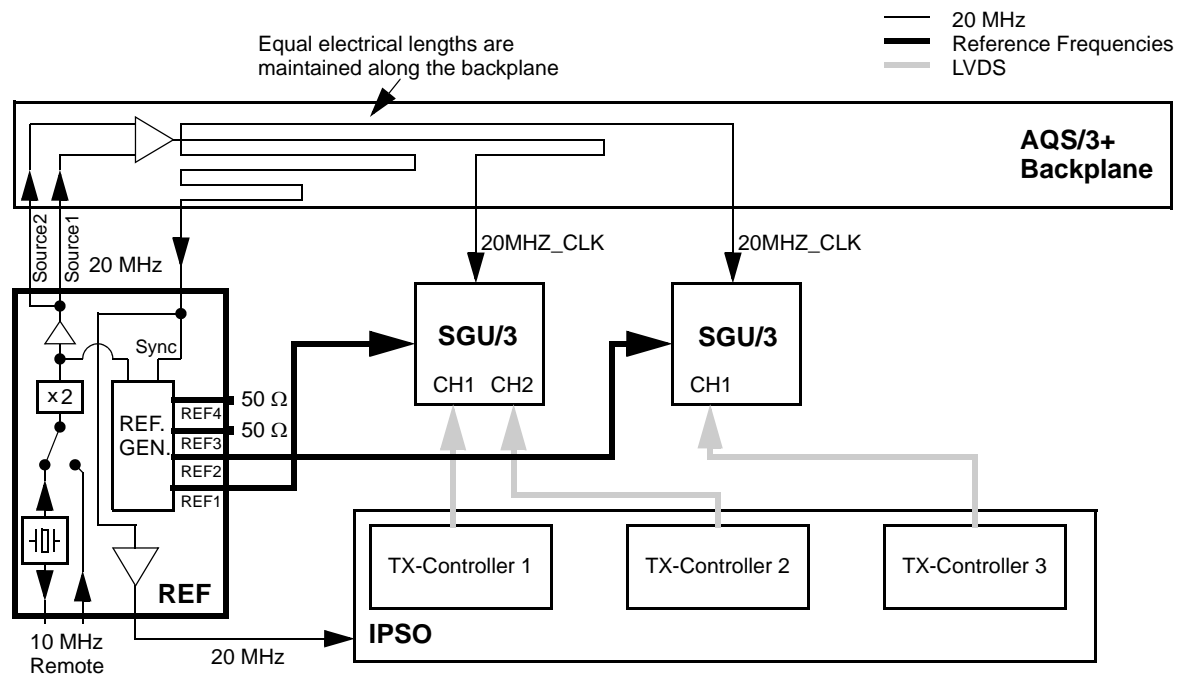 20 MHz
Reference Frequencies
LVDS
Equal electrical lengths are
maintained along the backplane
AQS/3+
Backplane
Source2
Source1
20 MHz
20MHZ_CLK
20MHZ_CLK
SGU/3
CH1 CH2
SGU/3
CH1
Sync
x2
REF.
GEN.
REF4
50 Ω
REF3
50 Ω
REF2
REF1
REF
TX-Controller 1
TX-Controller 2
TX-Controller 3
IPSO
10 MHz
Remote
20 MHz